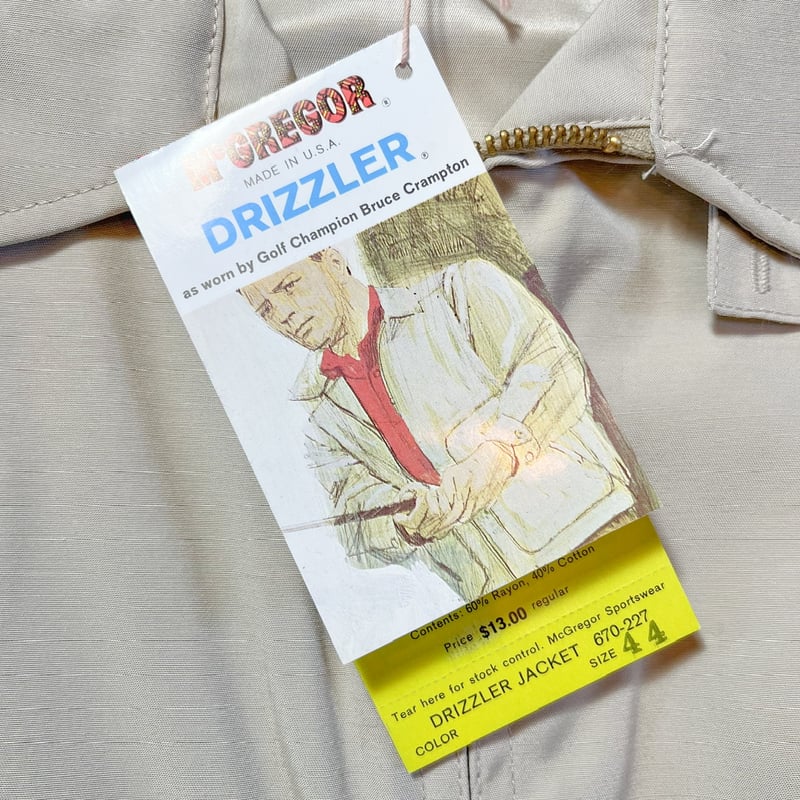 McGREGOR®
MADE IN U.S.A.
DRIZZLER®
as worn by Golf Champion Bruce Crampton
Contents: 60% Rayon, 40% Cotton
Price $13.00 regular
Tear here for stock control. McGregor Sportswear
DRIZZLER JACKET 670-227
COLOR SIZE 44